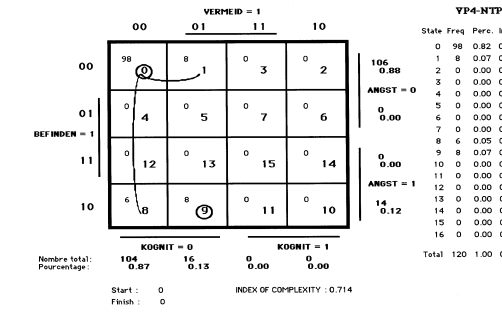 VERMEID = 1
VP4-NTP
00 01 11 10
State Freq Perc.
98 0 8 1 0 3 0 2
00
106
0.88
ANGST = 0
0 4 0 5 0 7 0 6
01
0
0.00
BEFINDEN = 1
0 12 0 13 0 15 0 14
11
0
0.00
ANGST = 1
6 8 8 9 0 11 0 10
10
14
0.12
0 98 0.82
1 8 0.07
2 0 0.00
3 0 0.00
4 0 0.00
5 0 0.00
6 0 0.00
7 0 0.00
8 6 0.05
9 8 0.07
10 0 0.00
11 0 0.00
12 0 0.00
13 0 0.00
14 0 0.00
15 0 0.00
16 0 0.00
Total 120 1.00
KOGNIT = 0 KOGNIT = 1
Nombre total: 104 16 0 0
Pourcentage: 0.87 0.13 0.00 0.00
Start : 0 INDEX OF COMPLEXITY : 0.714
Finish : 0